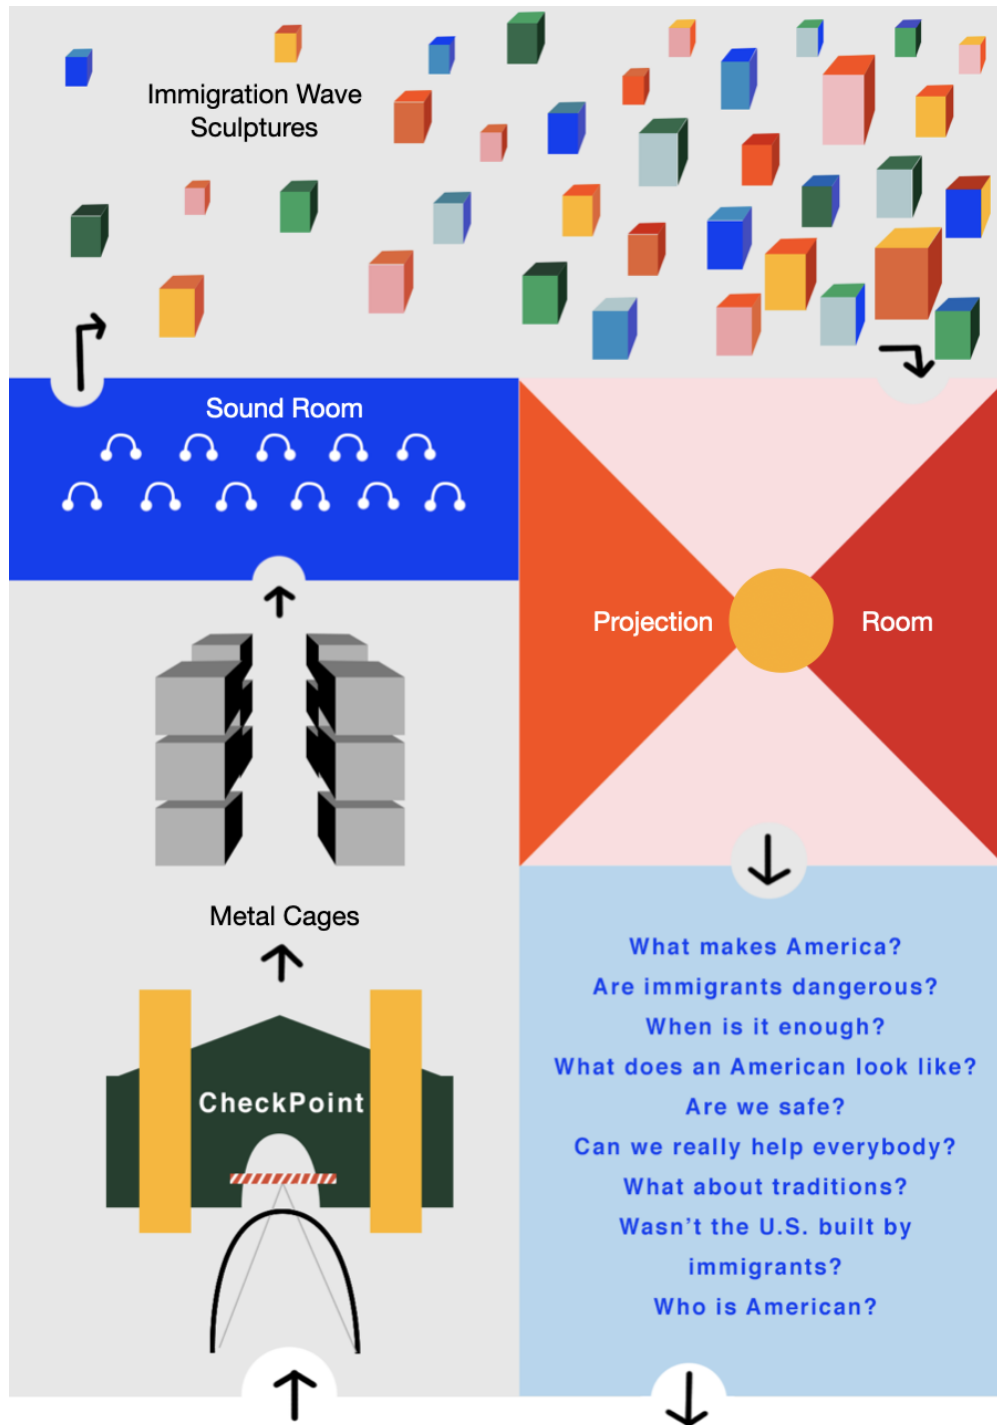 Immigration Wave
Sculptures
Sound Room
Projection Room
Metal Cages
CheckPoint
What makes America?
Are immigrants dangerous?
When is it enough?
What does an American look like?
Are we safe?
Can we really help everybody?
What about traditions?
Wasn't the U.S. built by
immigrants?
Who is American?